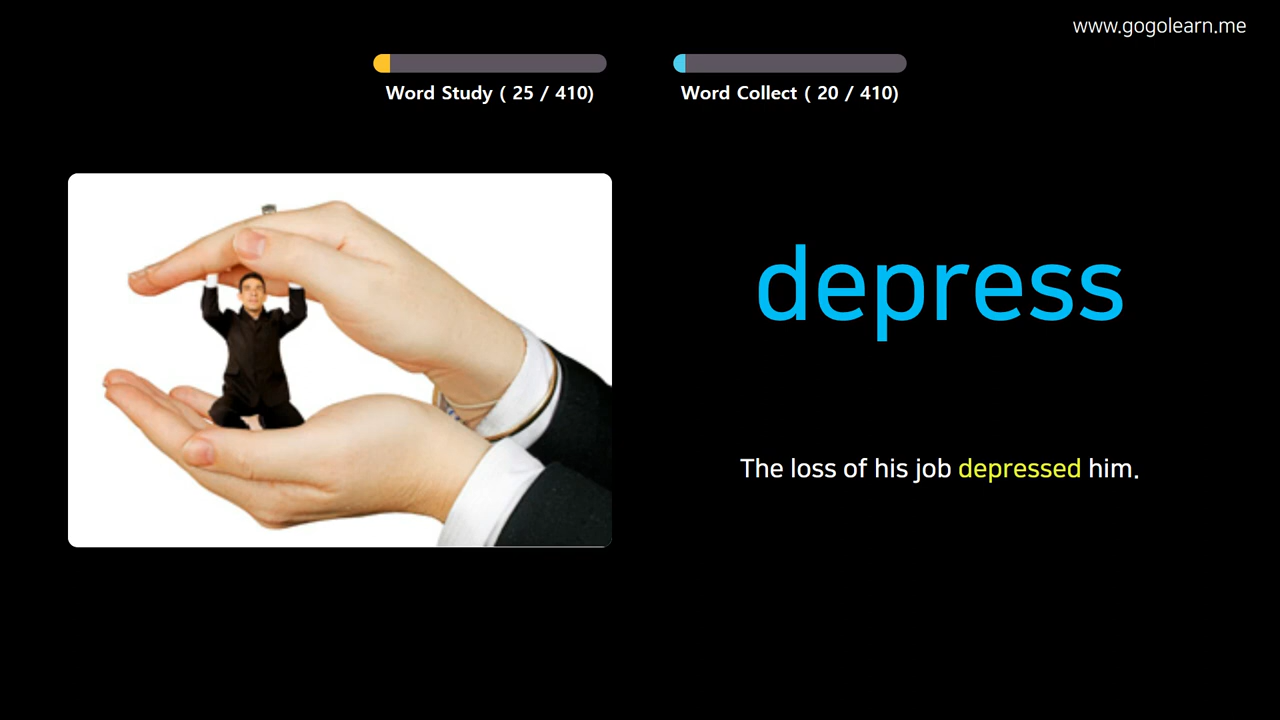 www.gogolearn.me
Word Study ( 25 / 410)
Word Collect ( 20 / 410)
depress
The loss of his job depressed him.